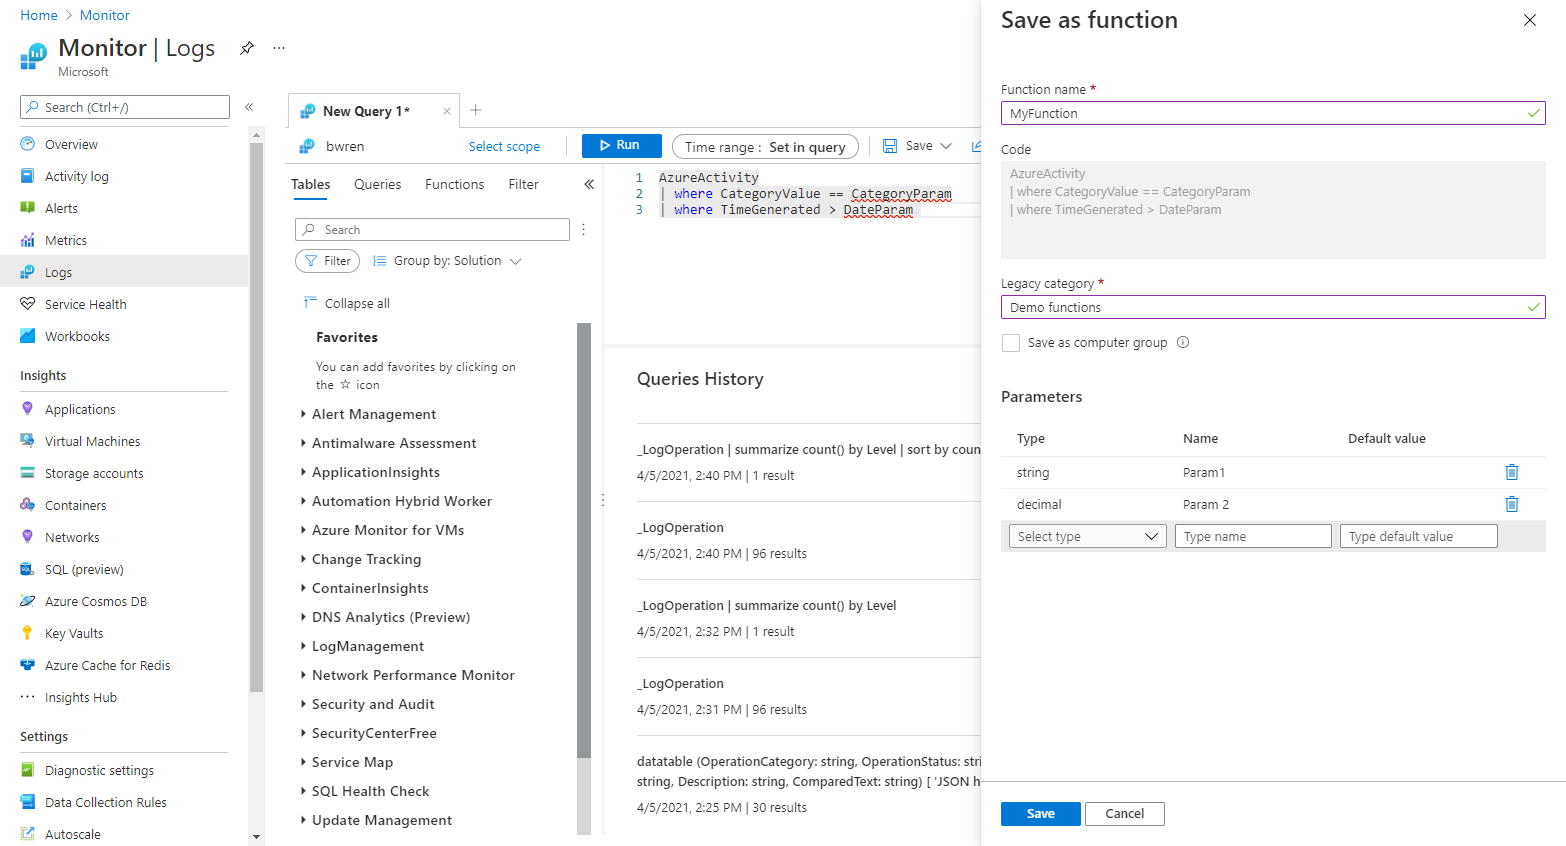 Home > Monitor
Monitor | Logs
Microsoft
Search (Ctrl+/)
Overview
Activity log
Alerts
Metrics
Logs
Service Health
Workbooks
Insights
Applications
Virtual Machines
Storage accounts
Containers
Networks
SQL (preview)
Azure Cosmos DB
Key Vaults
Azure Cache for Redis
Insights Hub
Settings
Diagnostic settings
Data Collection Rules
Autoscale
New Query 1*
bwren
Select scope
Run
Time range : Set in query
Save
Tables Queries Functions Filter
Search
Filter
Group by: Solution
Collapse all
Favorites
You can add favorites by clicking on
the ☆ icon
Alert Management
Antimalware Assessment
ApplicationInsights
Automation Hybrid Worker
Azure Monitor for VMs
Change Tracking
ContainerInsights
DNS Analytics (Preview)
LogManagement
Network Performance Monitor
Security and Audit
SecurityCenterFree
Service Map
SQL Health Check
Update Management
1 AzureActivity
2 | where CategoryValue == CategoryParam
3 | where TimeGenerated > DateParam
Queries History
_LogOperation | summarize count() by Level | sort by coun
4/5/2021, 2:40 PM | 1 result
_LogOperation
4/5/2021, 2:40 PM | 96 results
_LogOperation | summarize count() by Level
4/5/2021, 2:32 PM | 1 result
_LogOperation
4/5/2021, 2:31 PM | 96 results
datatable (OperationCategory: string, OperationStatus: stri
string, Description: string, ComparedText: string) [ 'JSON h
4/5/2021, 2:25 PM | 30 results
Save as function
Function name *
MyFunction
Code
AzureActivity
| where CategoryValue == CategoryParam
| where TimeGenerated > DateParam
Legacy category *
Demo functions
Save as computer group
Parameters
Type Name Default value
string Param1
decimal Param 2
Select type Type name Type default value
Save Cancel